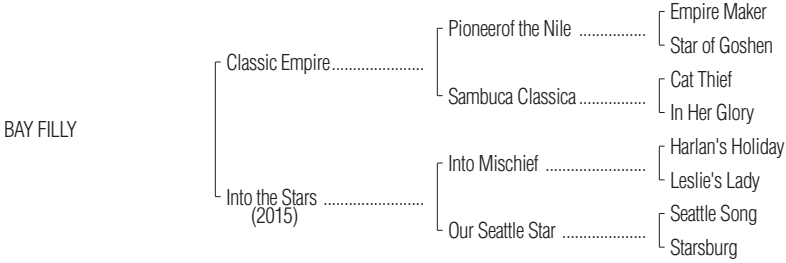 Empire Maker
Pioneerof the Nile ................
Star of Goshen
Classic Empire......................
Cat Thief
Sambuca Classica ................
In Her Glory
BAY FILLY
Harlan's Holiday
Into Mischief ........................
Leslie's Lady
Into the Stars ........................
(2015)
Seattle Song
Our Seattle Star ....................
Starsburg